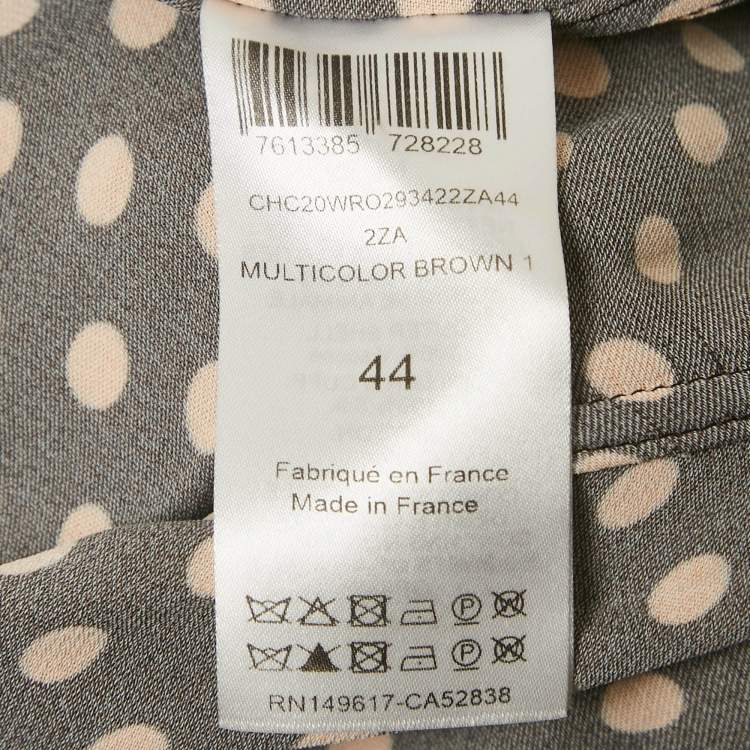 7613385 728228
CHC20WRO293422ZA44
2ZA
MULTICOLOR BROWN 1
44
Fabriqué en France
Made in France
RN149617-CA52838